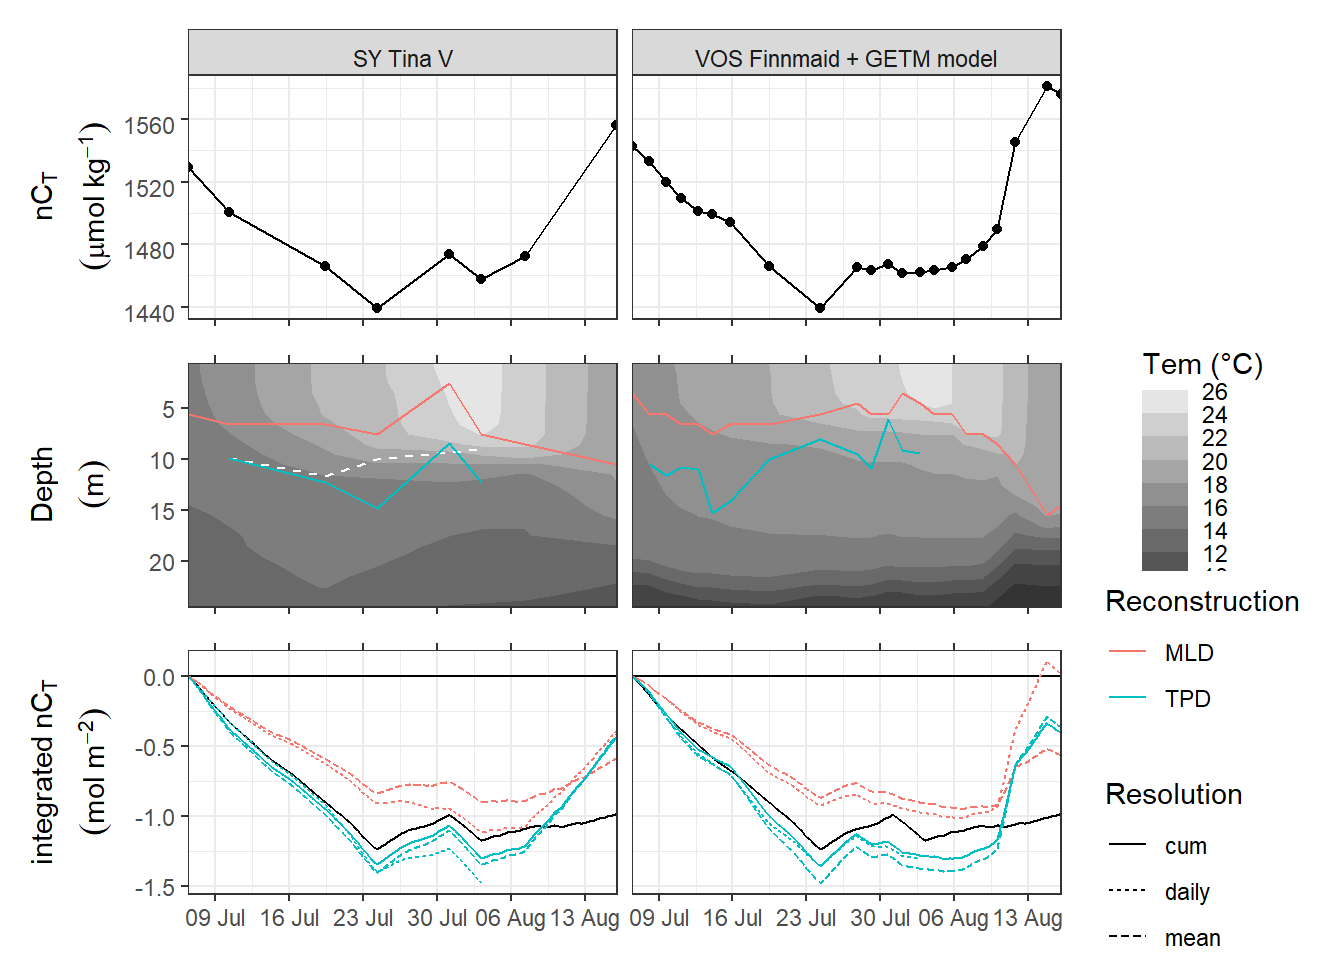 SY Tina V
VOS Finnmaid + GETM model
nC_T
(μmol kg⁻¹)
1560
1520
1480
1440
Depth
(m)
5
10
15
20
Tem (°C)
26
24
22
20
18
16
14
12
Reconstruction
MLD
TPD
integrated nC_T
(mol m⁻²)
0.0
-0.5
-1.0
-1.5
09 Jul 16 Jul 23 Jul 30 Jul 06 Aug 13 Aug
09 Jul 16 Jul 23 Jul 30 Jul 06 Aug 13 Aug
Resolution
cum
daily
mean